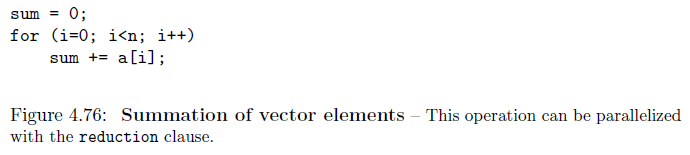 sum = 0;
for (i=0; i<n; i++)
    sum += a[i];
Figure 4.76: Summation of vector elements – This operation can be parallelized
with the reduction clause.